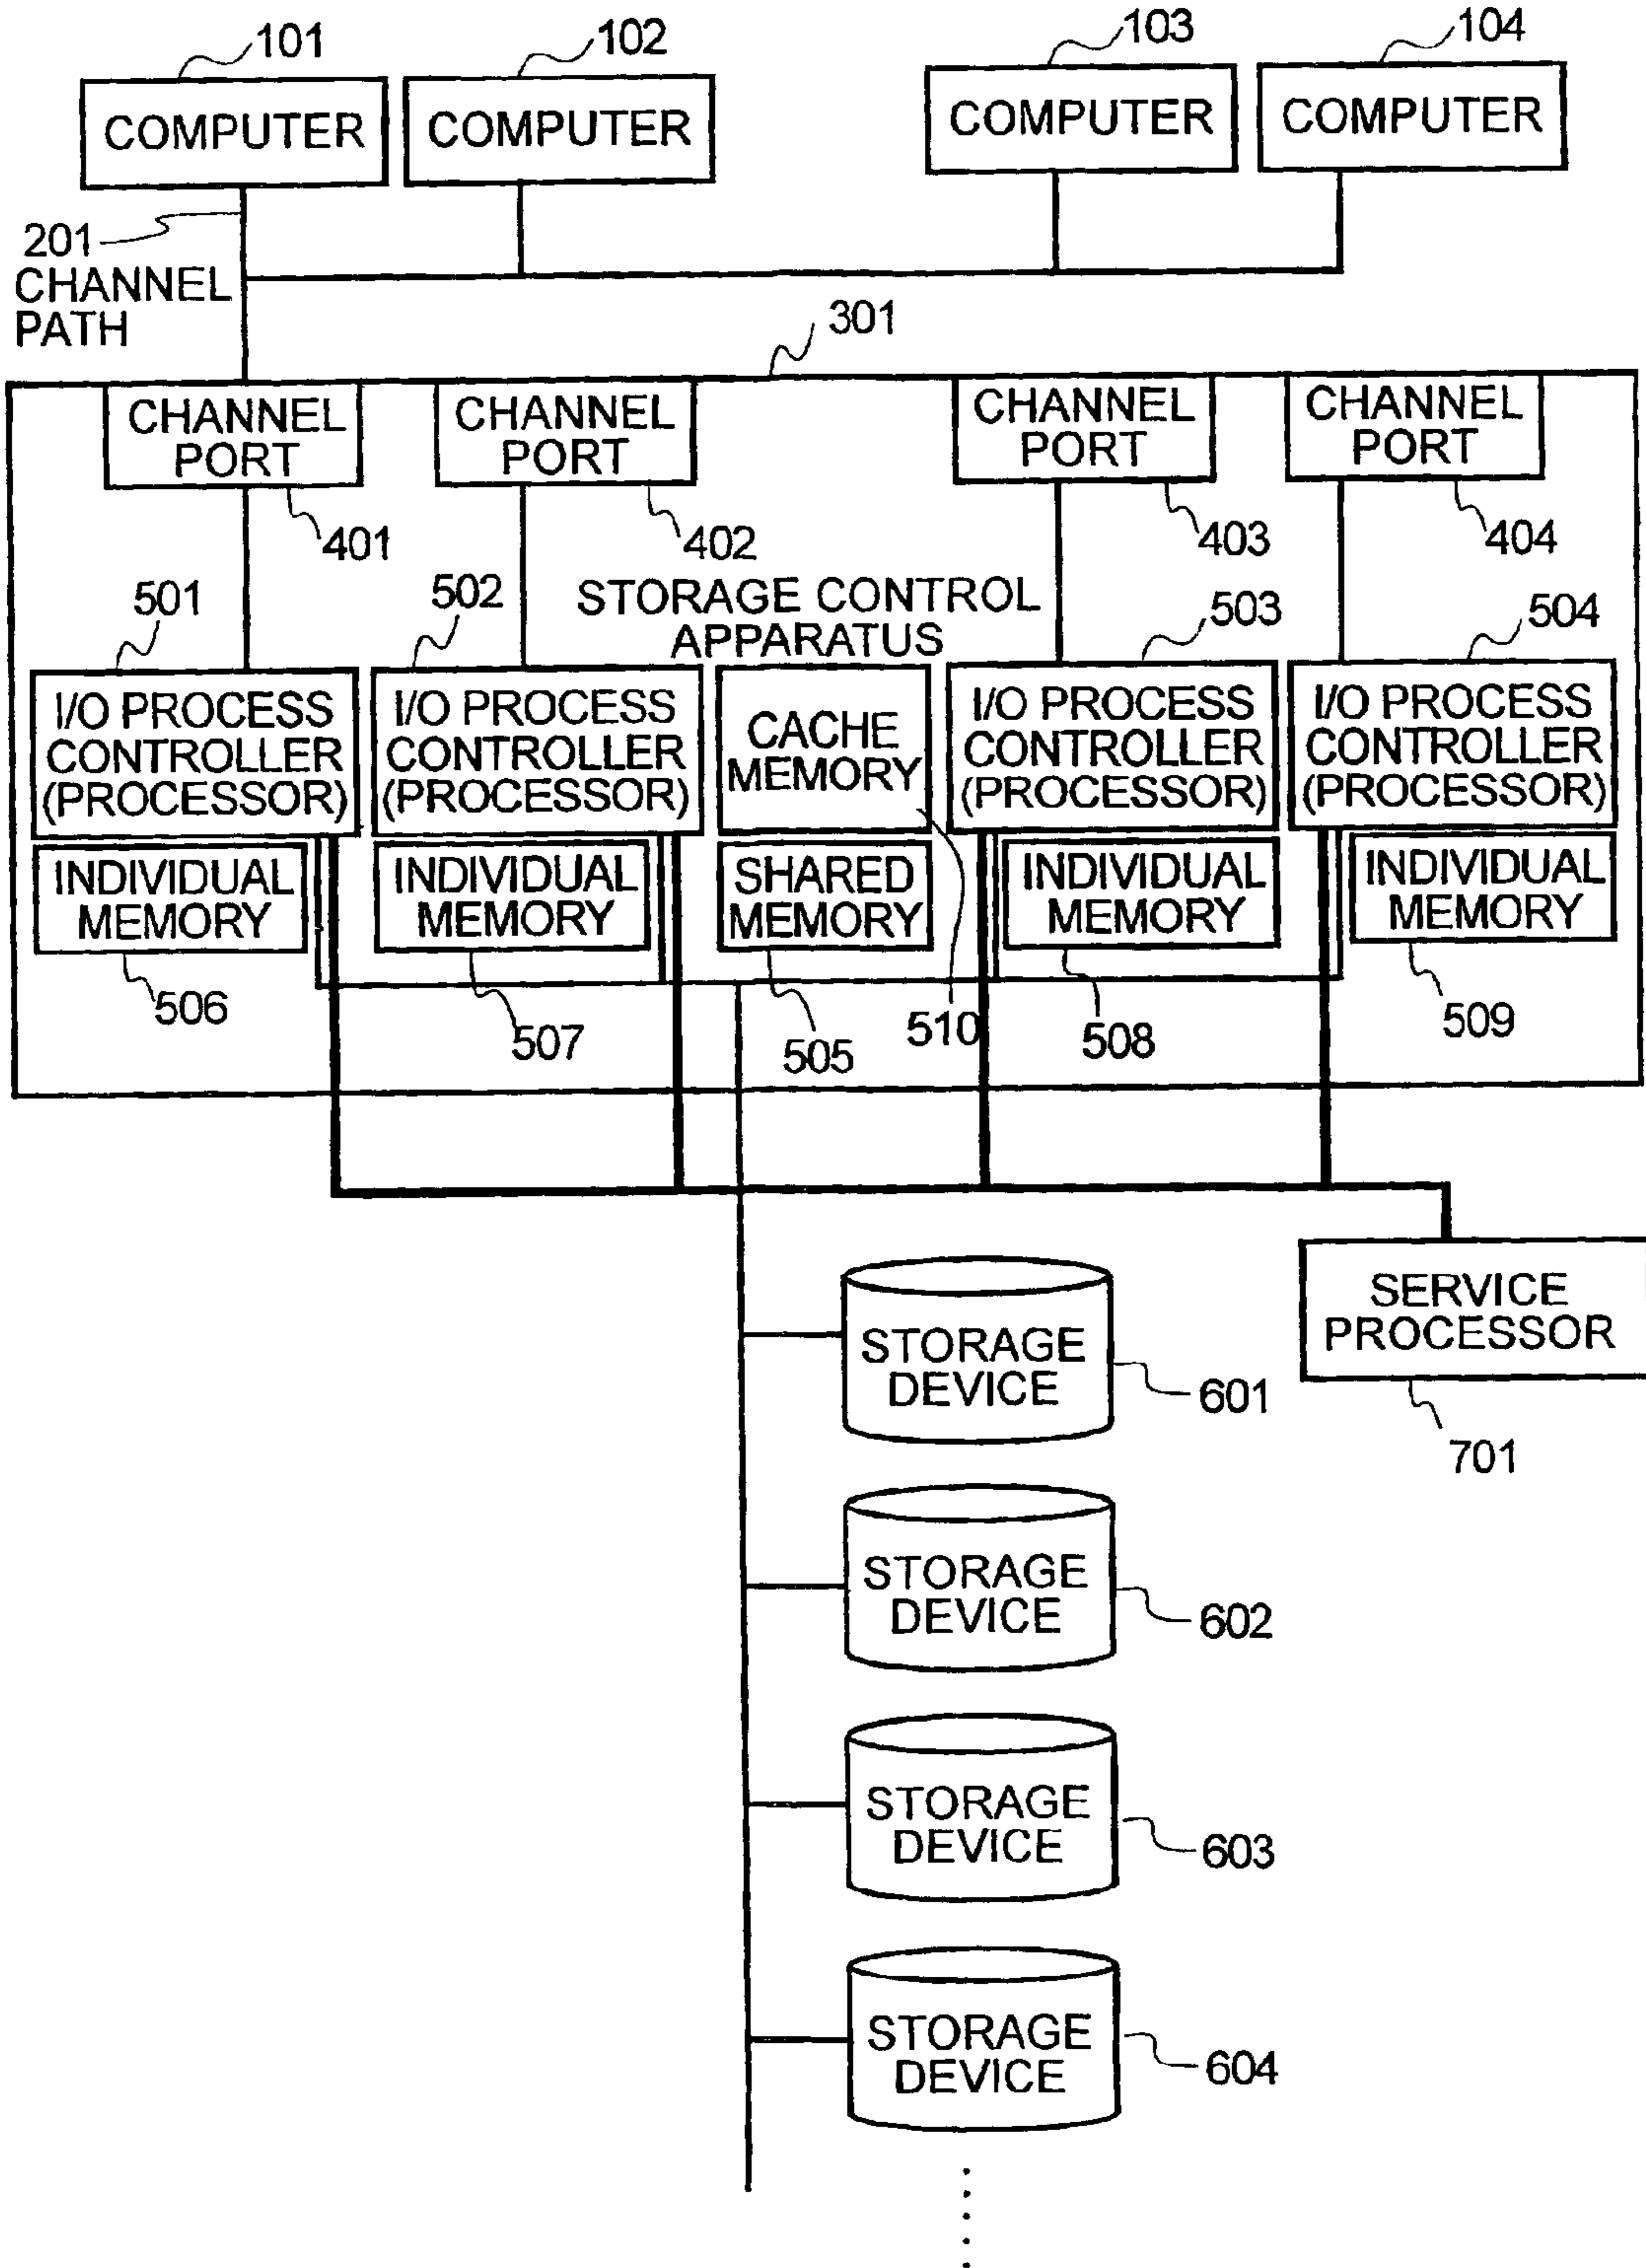 101
102
103
104
COMPUTER
COMPUTER
COMPUTER
COMPUTER
201
CHANNEL
PATH
301
CHANNEL
PORT
CHANNEL
PORT
CHANNEL
PORT
CHANNEL
PORT
401
402
403
404
STORAGE CONTROL
APPARATUS
501
502
503
504
I/O PROCESS
CONTROLLER
(PROCESSOR)
I/O PROCESS
CONTROLLER
(PROCESSOR)
CACHE
MEMORY
I/O PROCESS
CONTROLLER
(PROCESSOR)
I/O PROCESS
CONTROLLER
(PROCESSOR)
INDIVIDUAL
MEMORY
INDIVIDUAL
MEMORY
SHARED
MEMORY
INDIVIDUAL
MEMORY
INDIVIDUAL
MEMORY
506
507
505
510
508
509
SERVICE
PROCESSOR
701
STORAGE
DEVICE
601
STORAGE
DEVICE
602
STORAGE
DEVICE
603
STORAGE
DEVICE
604